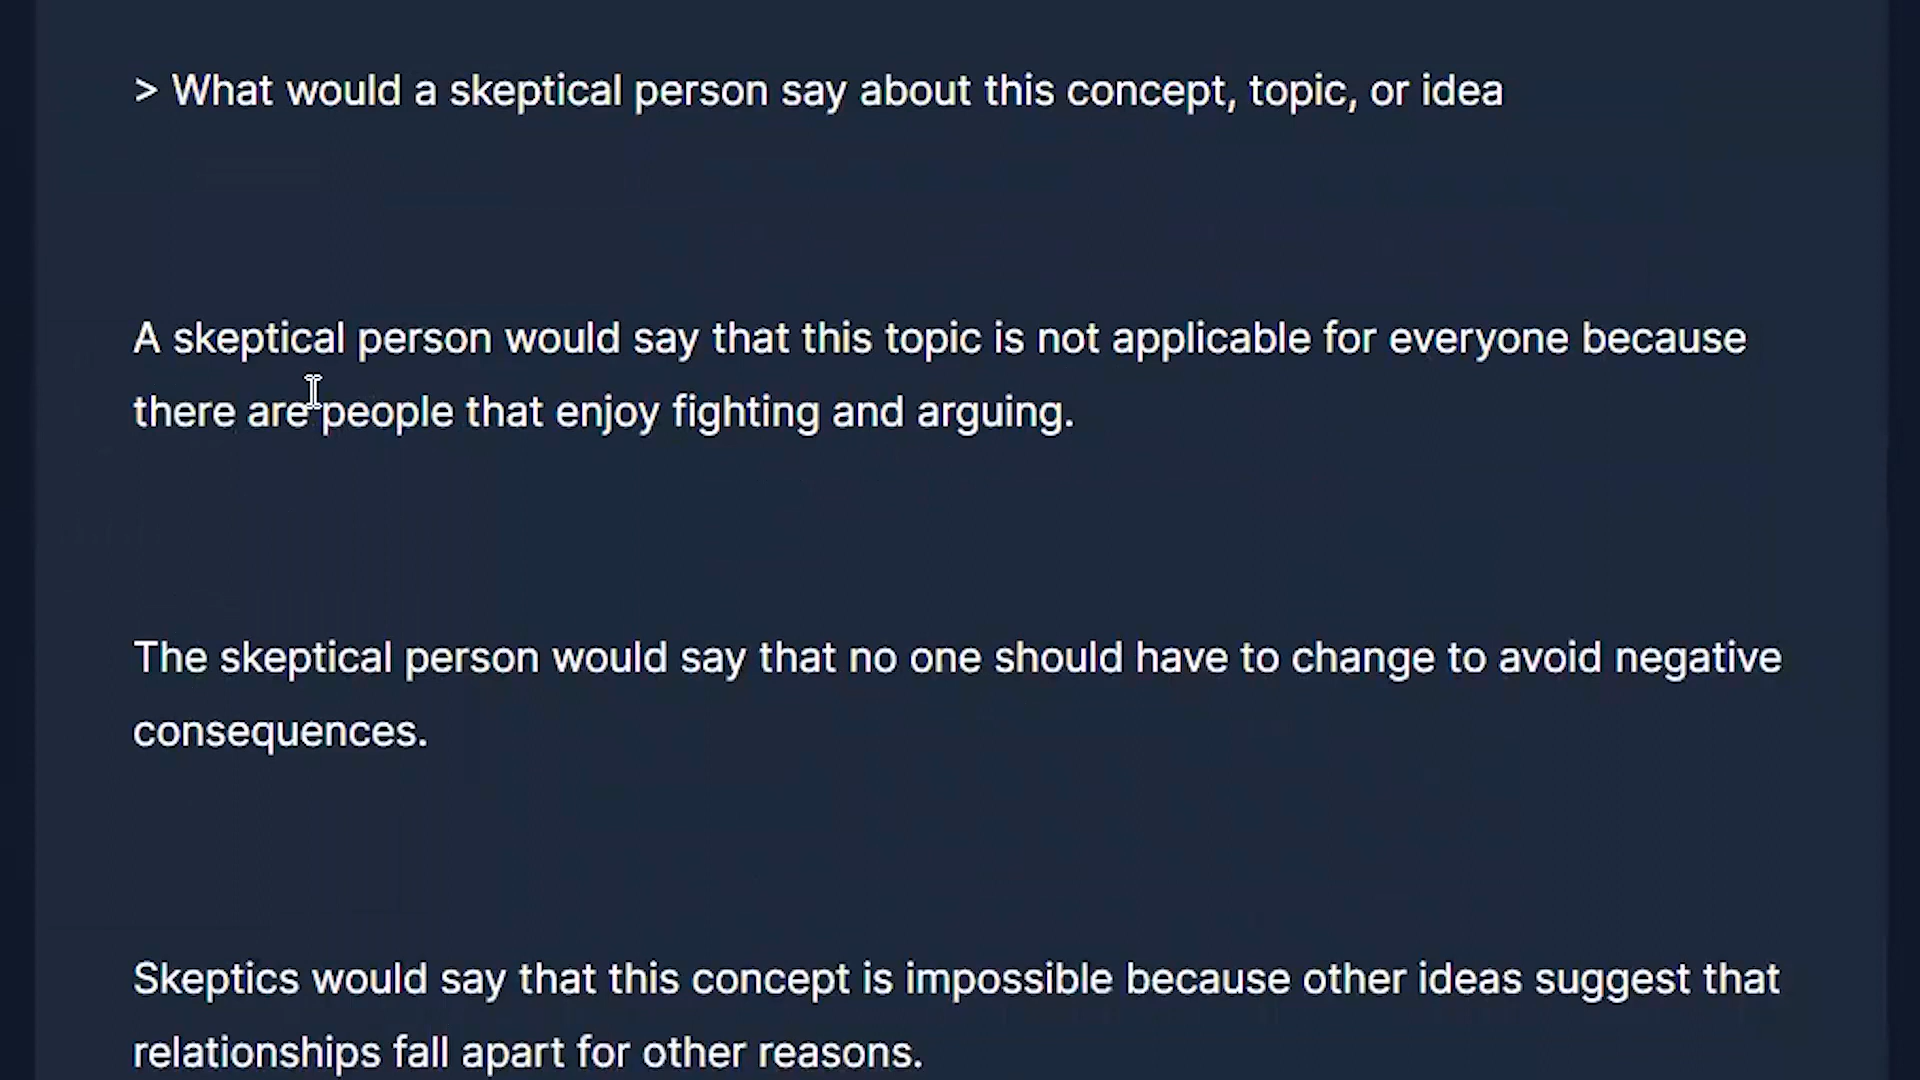 > What would a skeptical person say about this concept, topic, or idea
A skeptical person would say that this topic is not applicable for everyone because
there are people that enjoy fighting and arguing.
The skeptical person would say that no one should have to change to avoid negative
consequences.
Skeptics would say that this concept is impossible because other ideas suggest that
relationships fall apart for other reasons.